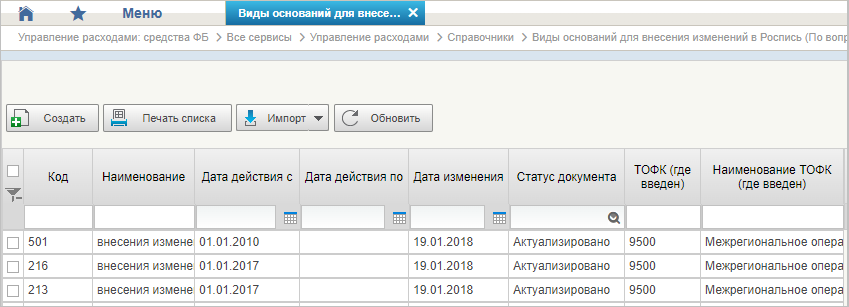 Меню Виды оснований для внесе...
Управление расходами: средства ФБ > Все сервисы > Управление расходами > Справочники > Виды оснований для внесения изменений в Роспись (По вопр
Создать Печать списка Импорт Обновить
Код Наименование Дата действия с Дата действия по Дата изменения Статус документа ТОФК (где введен) Наименование ТОФК (где введен)
501 внесения измене 01.01.2010 19.01.2018 Актуализировано 9500 Межрегиональное опера
216 внесения измене 01.01.2017 19.01.2018 Актуализировано 9500 Межрегиональное опера
213 внесения измене 01.01.2017 19.01.2018 Актуализировано 9500 Межрегиональное опера